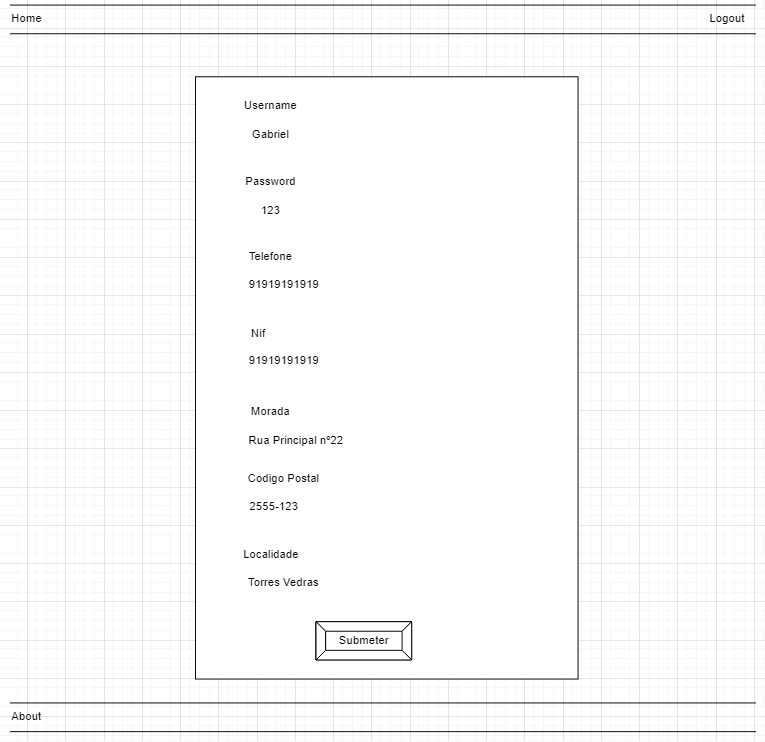 Home
Logout
Username
Gabriel
Password
123
Telefone
91919191919
Nif
91919191919
Morada
Rua Principal nº22
Codigo Postal
2555-123
Localidade
Torres Vedras
Submeter
About